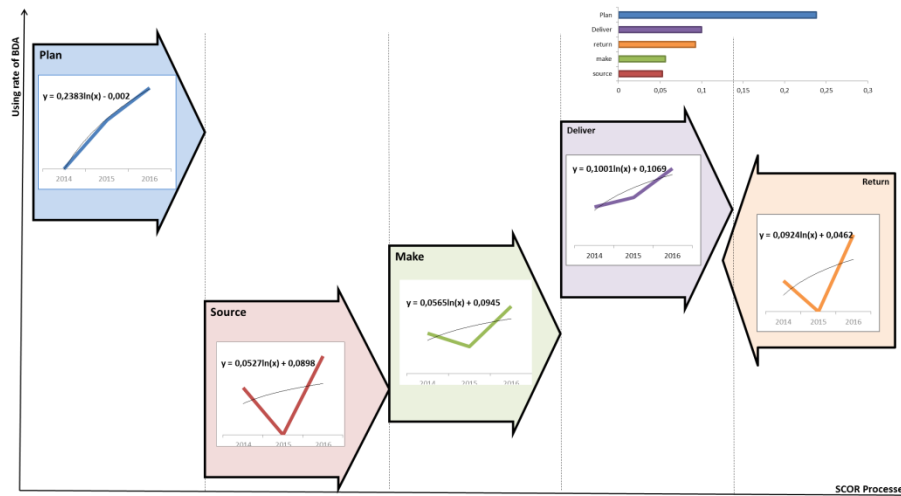 Using rate of BDA
Plan
y = 0,2383ln(x) - 0,002
2014 2015 2016
Source
y = 0,0527ln(x) + 0,0898
2014 2015 2016
Make
y = 0,0565ln(x) + 0,0945
2014 2015 2016
Deliver
y = 0,1001ln(x) + 0,1069
2014 2015 2016
Return
y = 0,0924ln(x) + 0,0462
2014 2015 2016
Plan
Deliver
return
make
source
0 0,05 0,1 0,15 0,2 0,25 0,3
SCOR Processe